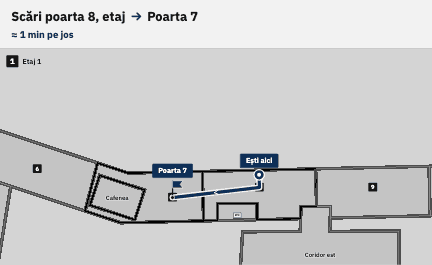 Scări poarta 8, etaj → Poarta 7
≈ 1 min pe jos
1 Etaj 1
Poarta 7
Ești aici
6
Cafenea
9
Coridor est